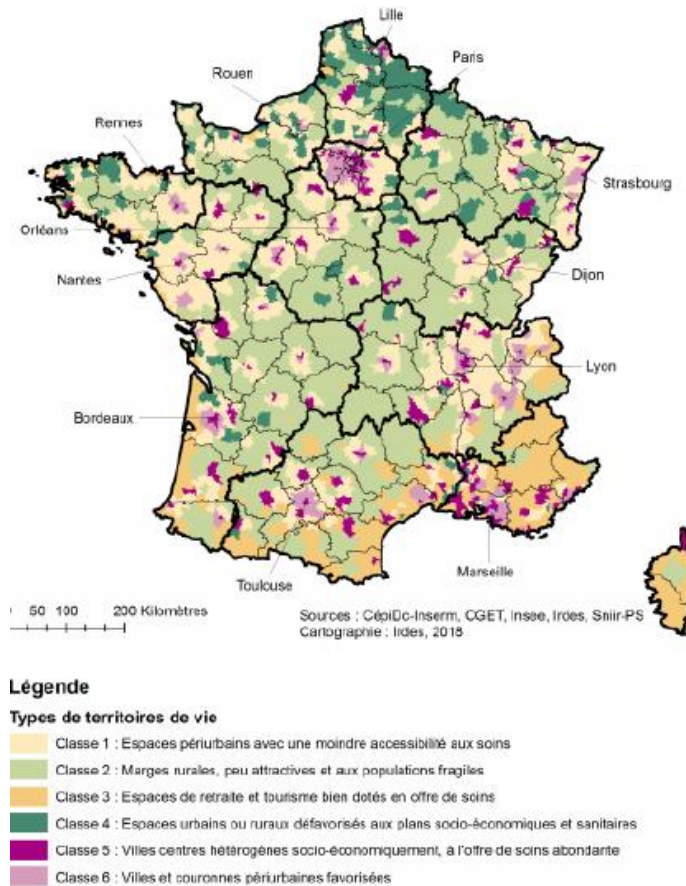 Lille
Paris
Rouen
Rennes
Strasbourg
Orléans
Nantes
Dijon
Lyon
Bordeaux
Toulouse
Marseille
50 100 200 Kilomètres
Sources : CépiDc-Inserm, CGET, Insee, Irdes, Sniir-PS
Cartographie : Irdes, 2018
Légende
Types de territoires de vie
Classe 1 : Espaces périurbains avec une moindre accessibilité aux soins
Classe 2 : Marges rurales, peu attractives et aux populations fragiles
Classe 3 : Espaces de retraite et tourisme bien dotés en offre de soins
Classe 4 : Espaces urbains ou ruraux défavorisés aux plans socio-économiques et sanitaires
Classe 5 : Villes centres hétérogènes socio-économiquement, à l'offre de soins abondante
Classe 6 : Villes et couronnes périurbaines favorisées